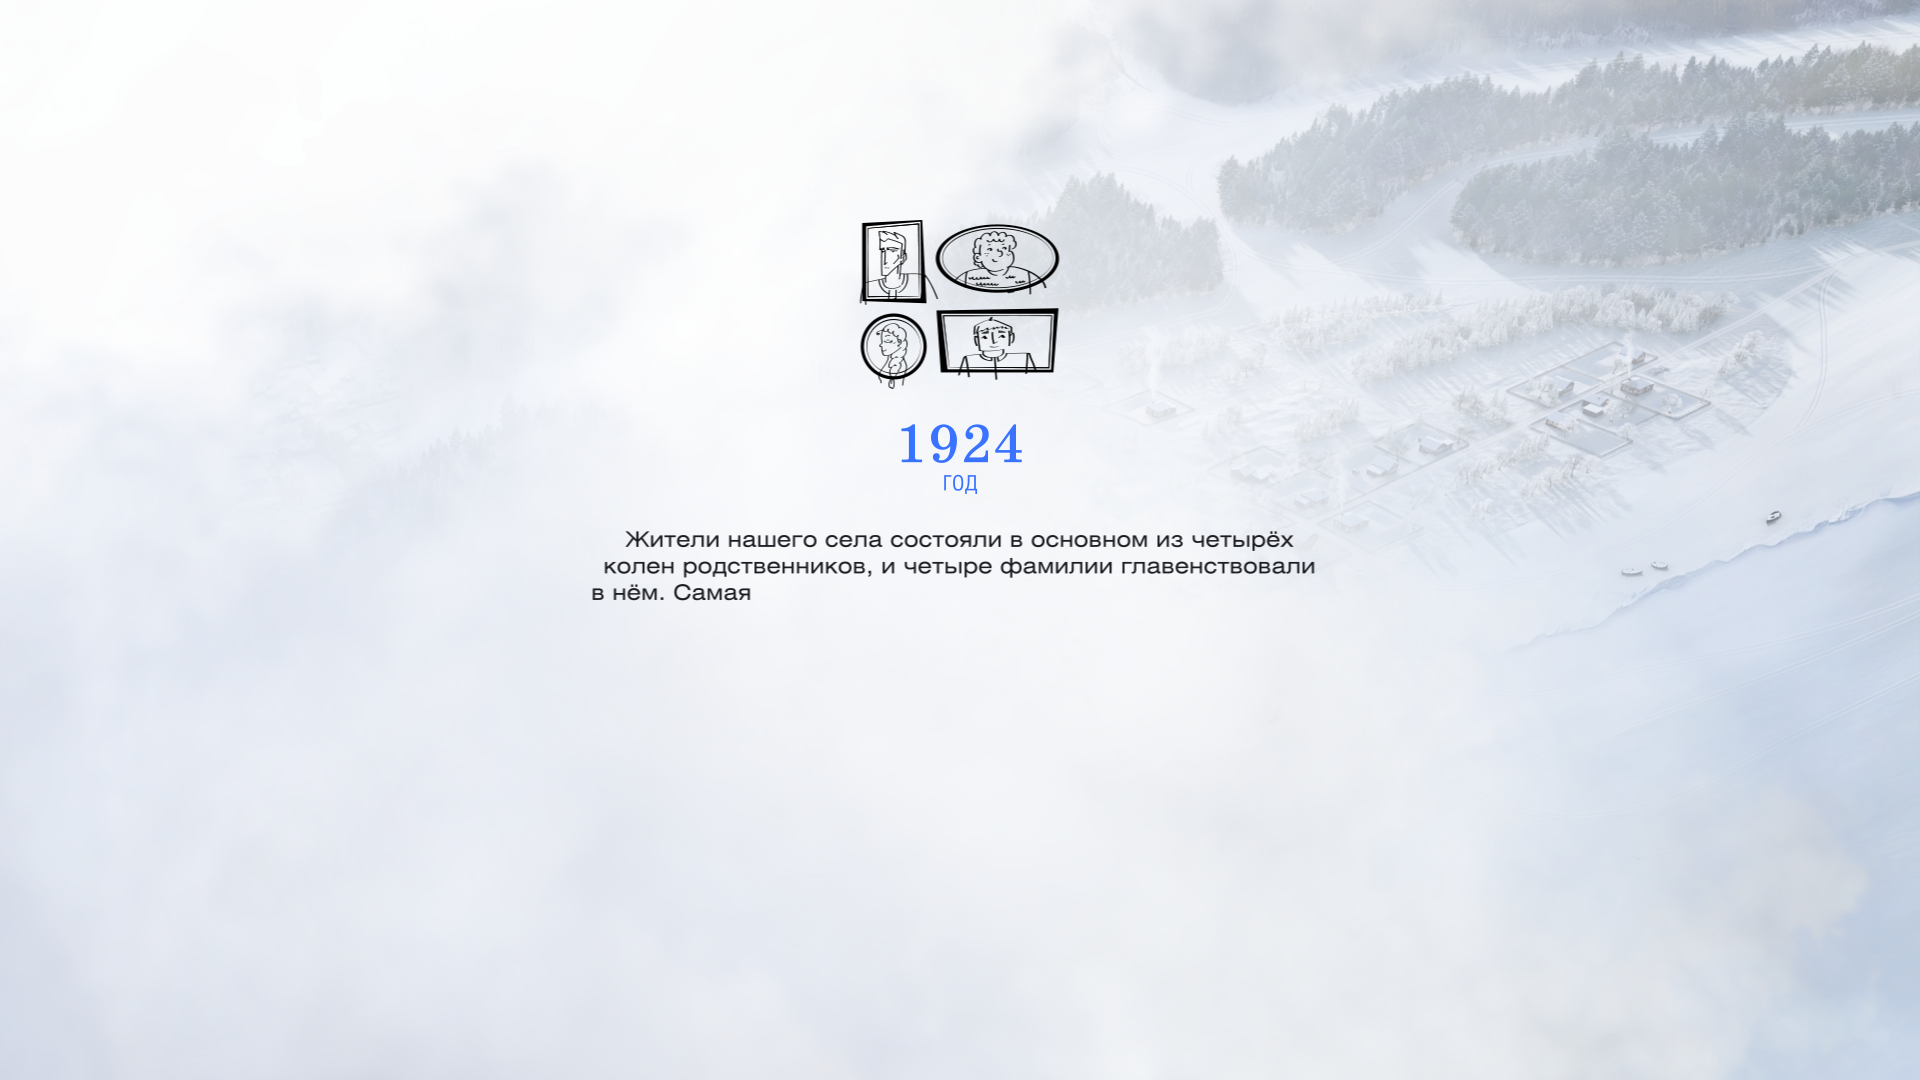 1924
ГОД
Жители нашего села состояли в основном из четырёх
колен родственников, и четыре фамилии главенствовали
в нём. Самая